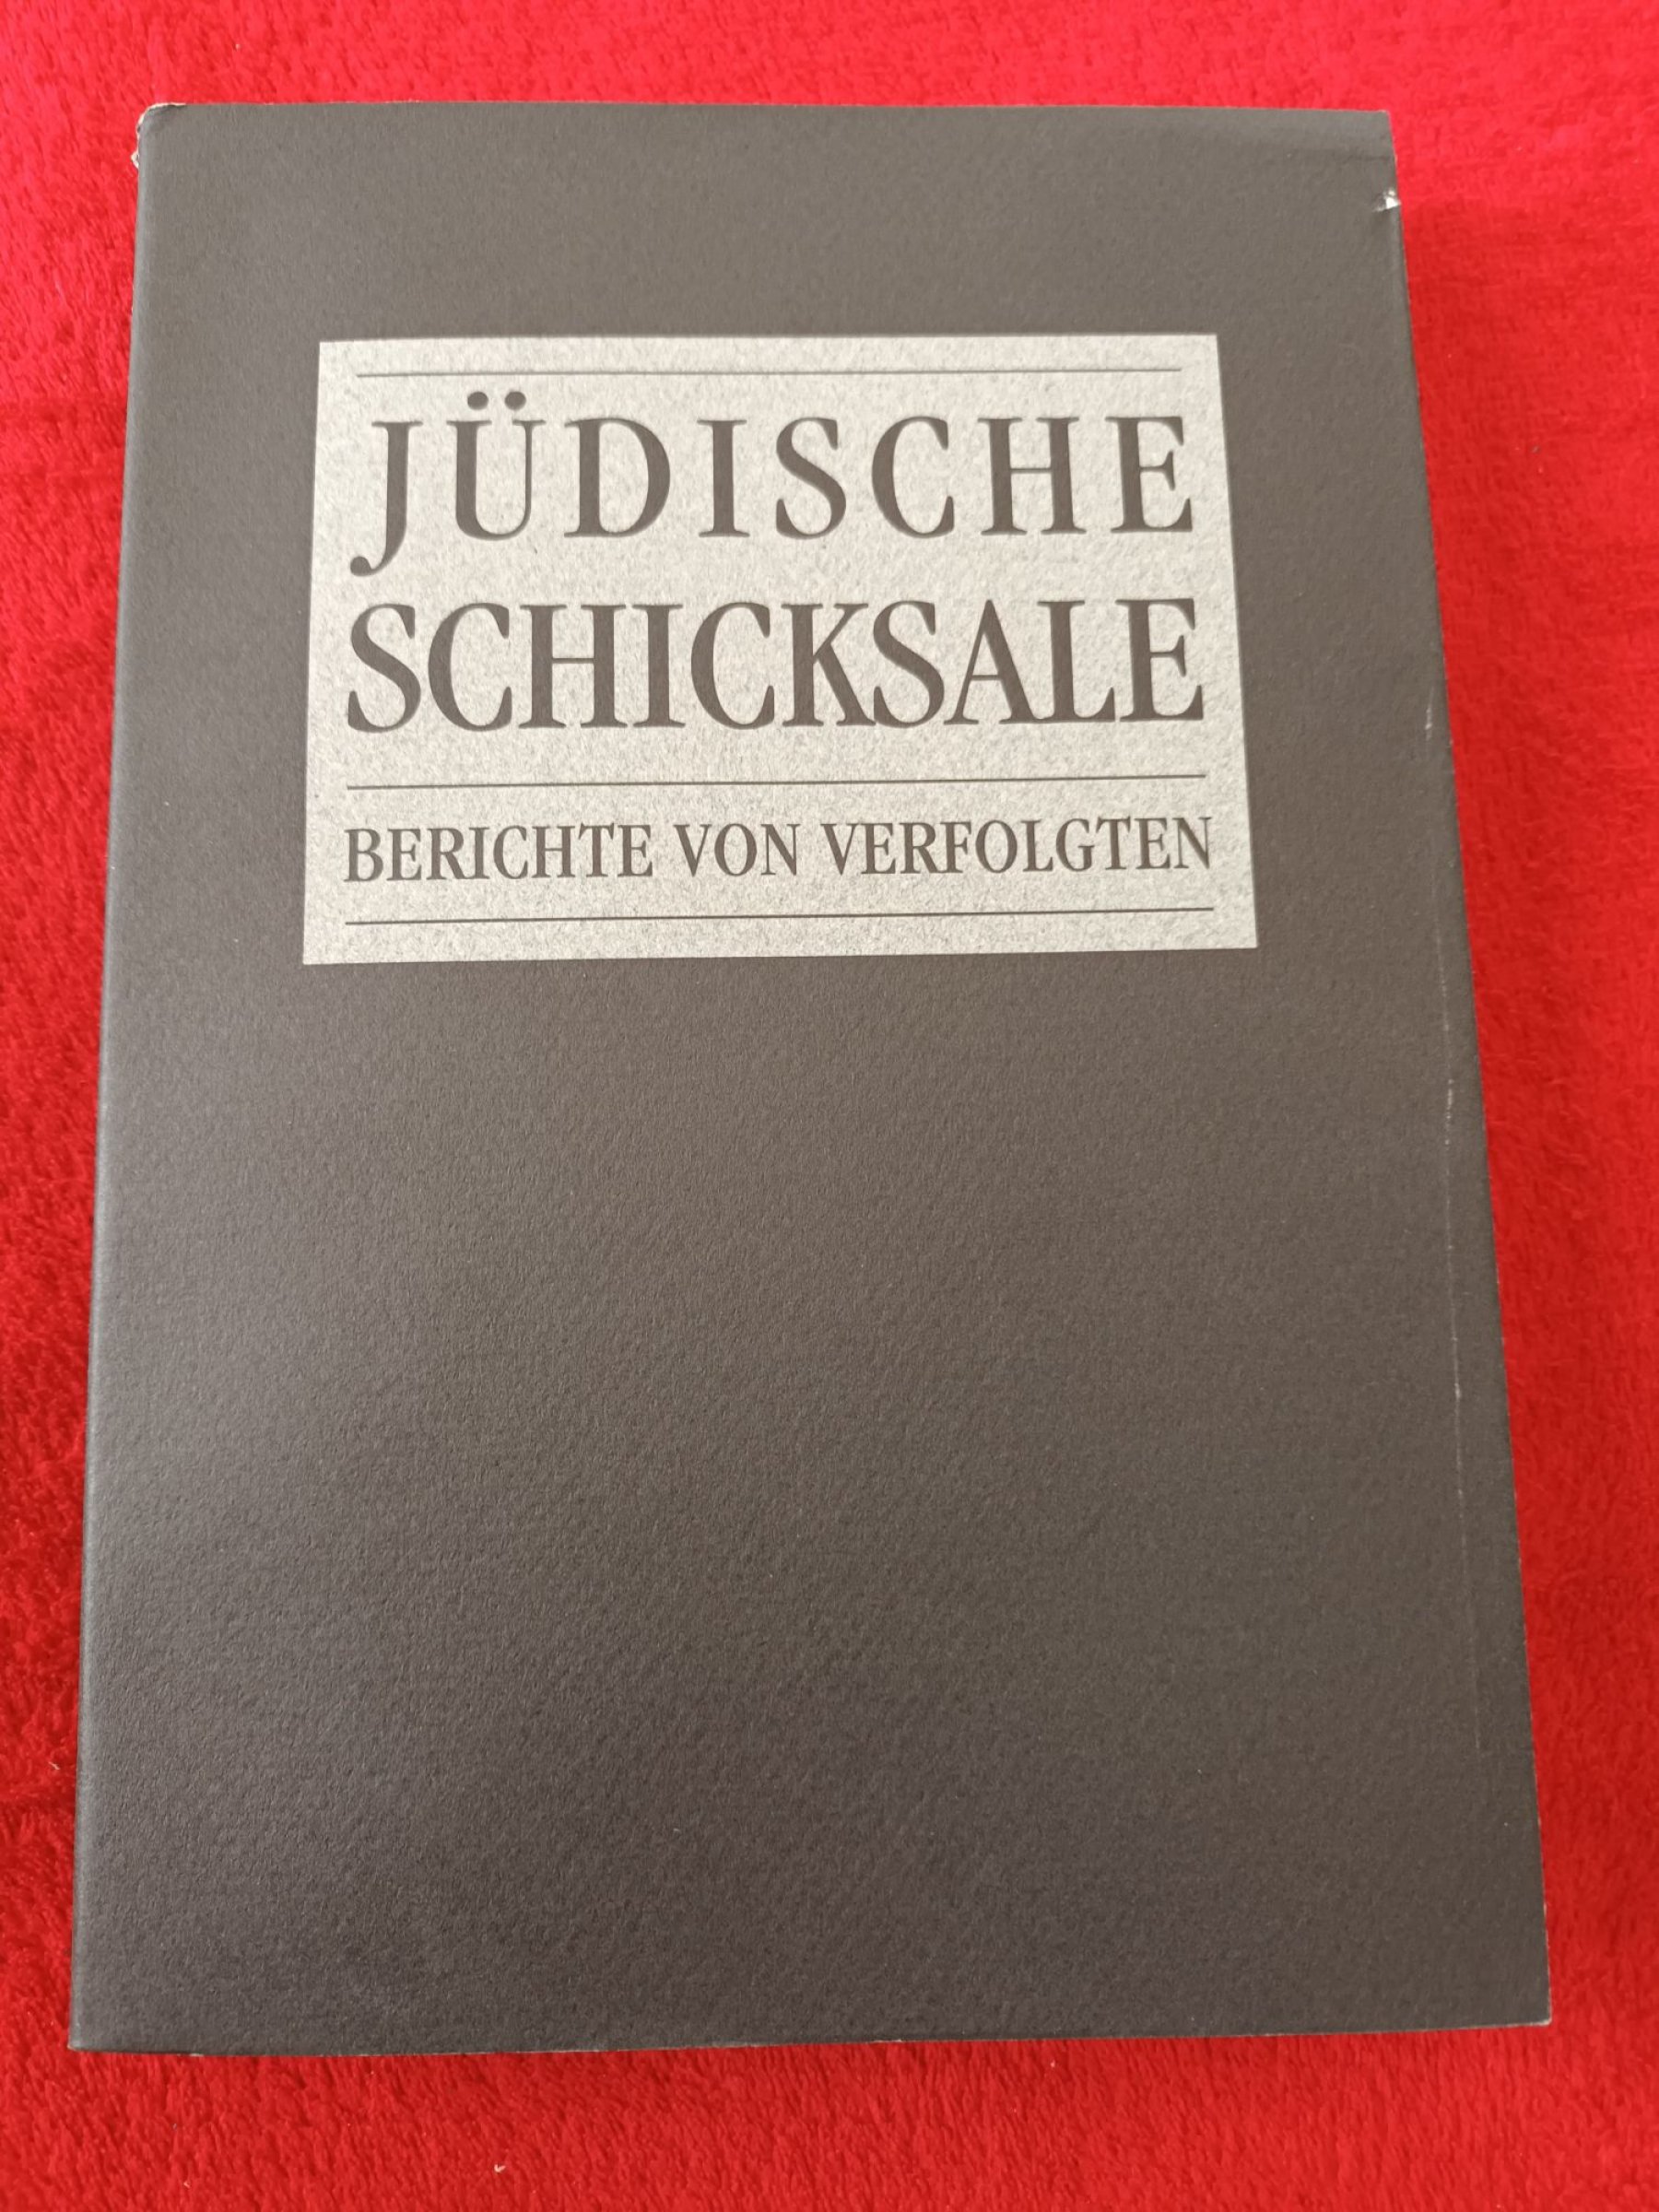 JÜDISCHE
SCHICKSALE
BERICHTE VON VERFOLGTEN